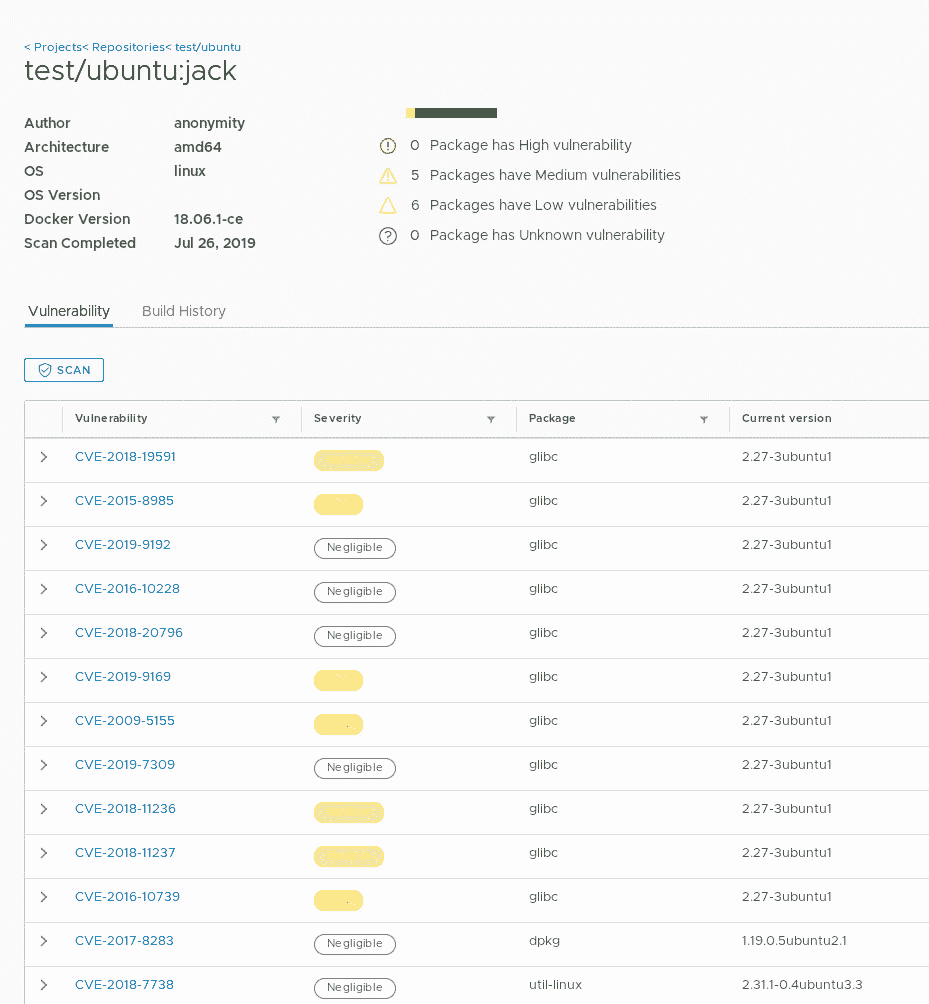 < Projects< Repositories< test/ubuntu
test/ubuntu:jack
Author anonymity
Architecture amd64
OS linux
OS Version
Docker Version 18.06.1-ce
Scan Completed Jul 26, 2019
0 Package has High vulnerability
5 Packages have Medium vulnerabilities
6 Packages have Low vulnerabilities
0 Package has Unknown vulnerability
Vulnerability Build History
SCAN
Vulnerability Severity Package Current version
CVE-2018-19591 glibc 2.27-3ubuntu1
CVE-2015-8985 glibc 2.27-3ubuntu1
CVE-2019-9192 Negligible glibc 2.27-3ubuntu1
CVE-2016-10228 Negligible glibc 2.27-3ubuntu1
CVE-2018-20796 Negligible glibc 2.27-3ubuntu1
CVE-2019-9169 glibc 2.27-3ubuntu1
CVE-2009-5155 glibc 2.27-3ubuntu1
CVE-2019-7309 Negligible glibc 2.27-3ubuntu1
CVE-2018-11236 glibc 2.27-3ubuntu1
CVE-2018-11237 glibc 2.27-3ubuntu1
CVE-2016-10739 glibc 2.27-3ubuntu1
CVE-2017-8283 Negligible dpkg 1.19.0.5ubuntu2.1
CVE-2018-7738 Negligible util-linux 2.31.1-0.4ubuntu3.3